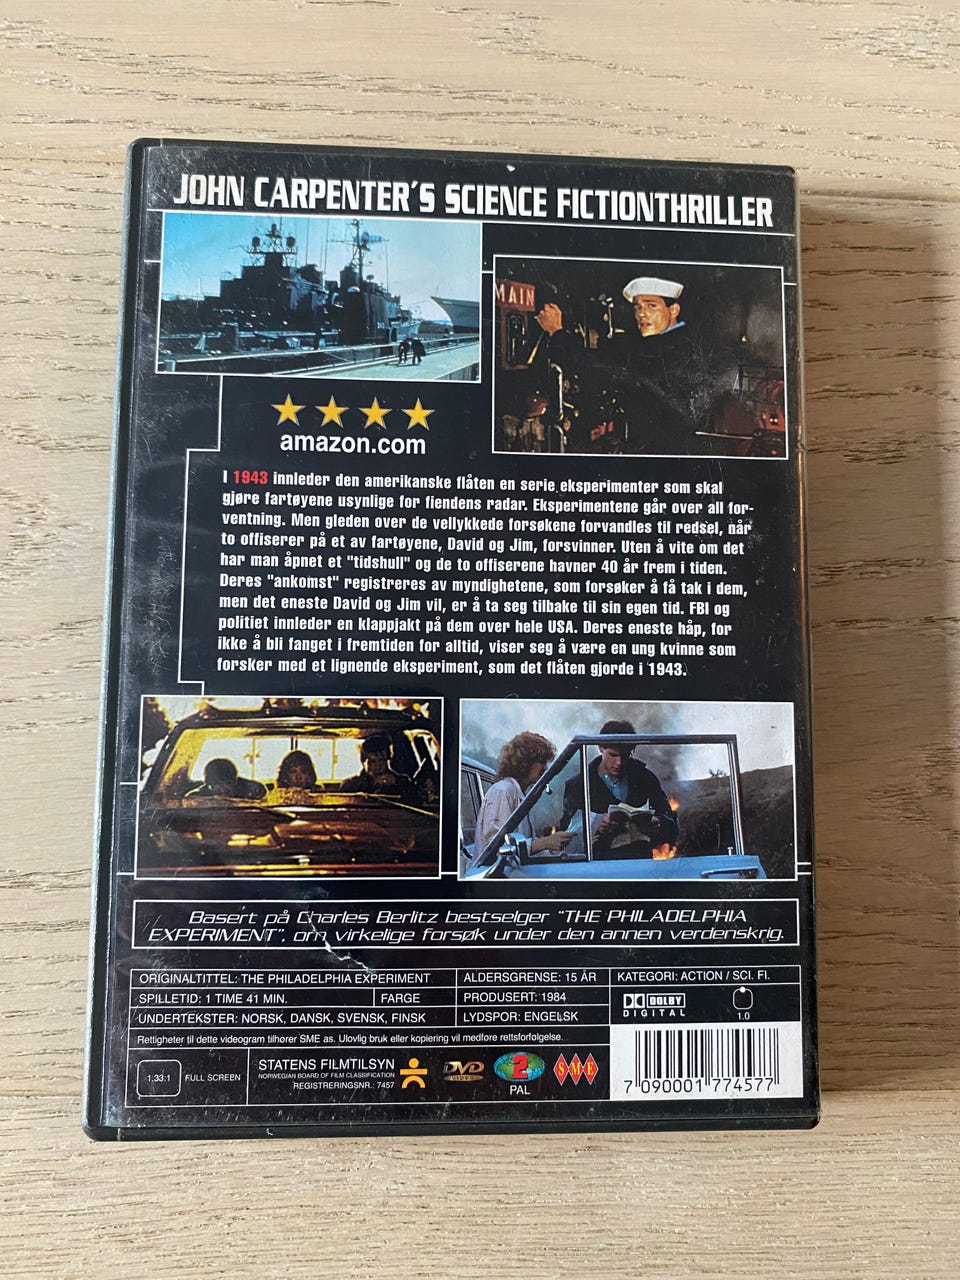 JOHN CARPENTER'S SCIENCE FICTIONTHRILLER
MAIN
amazon.com
I 1943 innleder den amerikanske flåten en serie eksperimenter som skal
gjøre fartøyene usynlige for fiendens radar. Eksperimentene går over all for-
ventning. Men gleden over de vellykkede forsøkene forvandles til redsel, når
to offiserer på et av fartøyene, David og Jim, forsvinner. Uten å vite om det
har man åpnet et "tidshull" og de to offiserene havner 40 år frem i tiden.
Deres "ankomst" registreres av myndighetene, som forsøker å få tak i dem,
men det eneste David og Jim vil, er å ta seg tilbake til sin egen tid. FBI og
politiet innleder en klappjakt på dem over hele USA. Deres eneste håp, for
ikke å bli fanget i fremtiden for alltid, viser seg å være en ung kvinne som
forsker med et lignende eksperiment, som det flåten gjorde i 1943.
Basert på Charles Berlitz bestselger "THE PHILADELPHIA
EXPERIMENT", om virkelige forsøk under den annen verdenskrig.
ORIGINALTITTEL: THE PHILADELPHIA EXPERIMENT ALDERSGRENSE: 15 ÅR KATEGORI: ACTION / SCI. FI.
SPILLETID: 1 TIME 41 MIN. FARGE PRODUSERT: 1984
UNDERTEKSTER: NORSK, DANSK, SVENSK, FINSK LYDSPOR: ENGELSK
DOLBY
DIGITAL 1.0
Rettigheter til dette videogram tilhører SME as. Ulovlig bruk eller kopiering vil medføre rettsforfølgelse.
1,33:1 FULL SCREEN
STATENS FILMTILSYN
NORWEGIAN BOARD OF FILM CLASSIFICATION
REGISTRERINGSNR.: 7457
DVD
VIDEO
2
PAL
SME
7 090001 774577